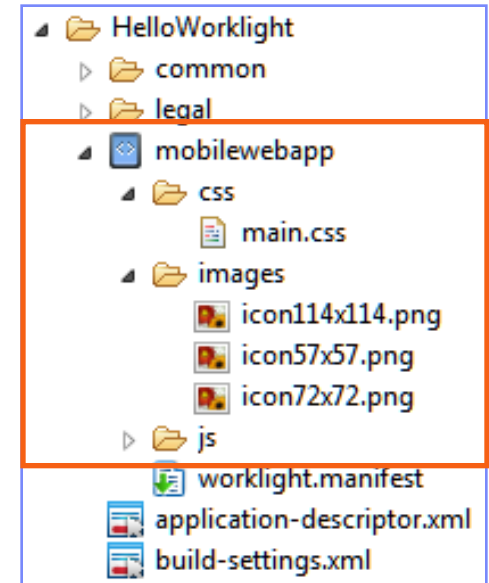 HelloWorklight
common
legal
mobilewebapp
css
main.css
images
icon114x114.png
icon57x57.png
icon72x72.png
js
worklight.manifest
application-descriptor.xml
build-settings.xml